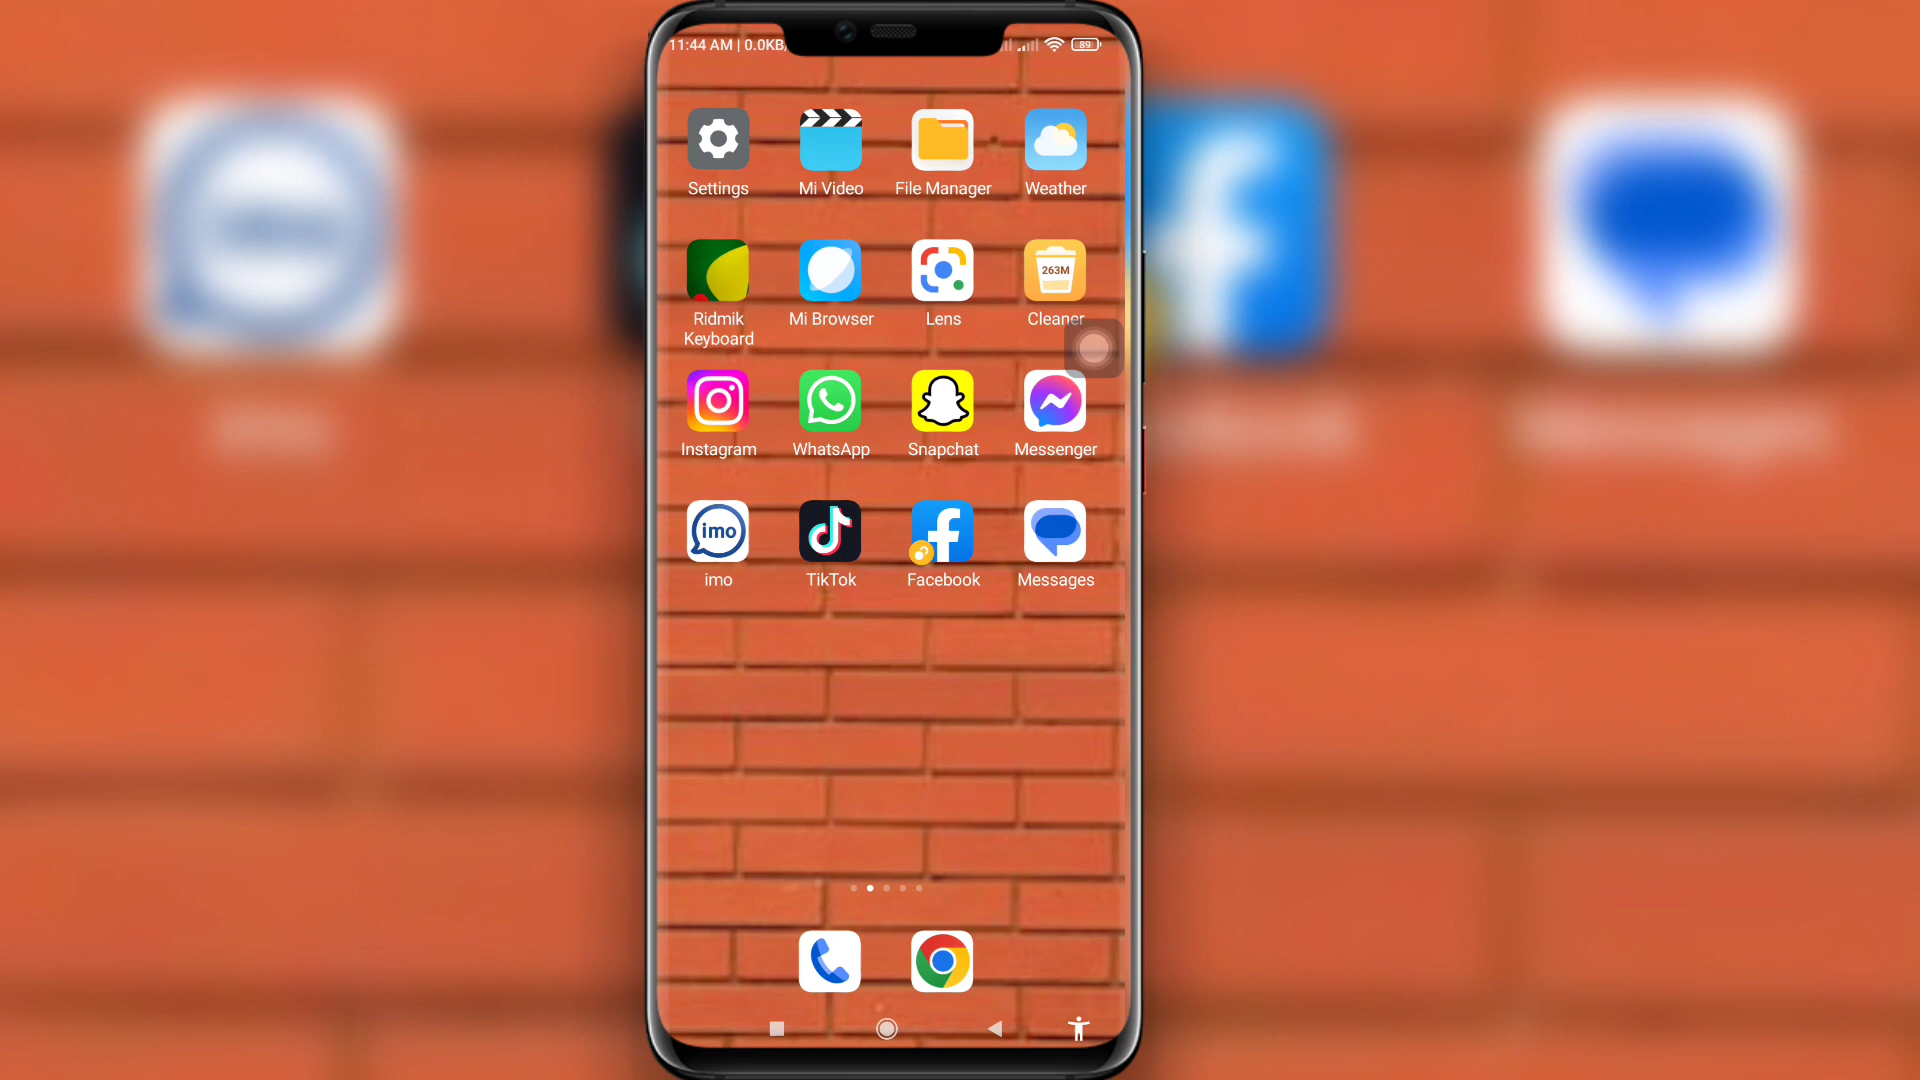 11:44 AM | 0.0KB/
89
Settings
Mi Video
File Manager
Weather
263M
Ridmik
Keyboard
Mi Browser
Lens
Cleaner
Instagram
WhatsApp
Snapchat
Messenger
imo
imo
TikTok
Facebook
Messages